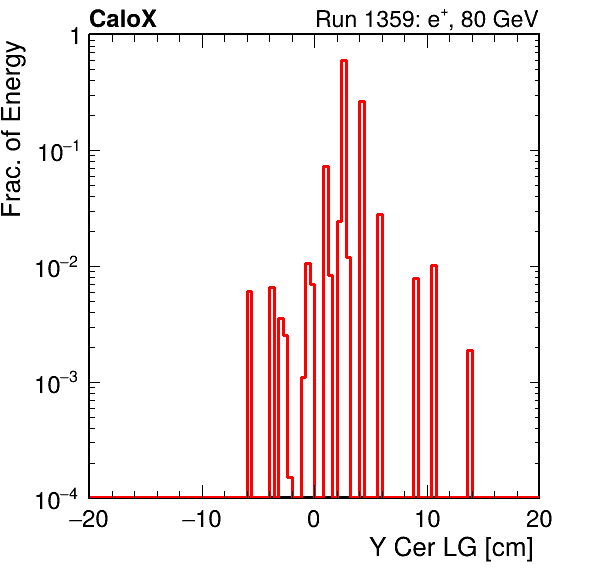 CaloX Run 1359: e⁺, 80 GeV
Frac. of Energy
1
10⁻¹
10⁻²
10⁻³
10⁻⁴
−20 −10 0 10 20
Y Cer LG [cm]